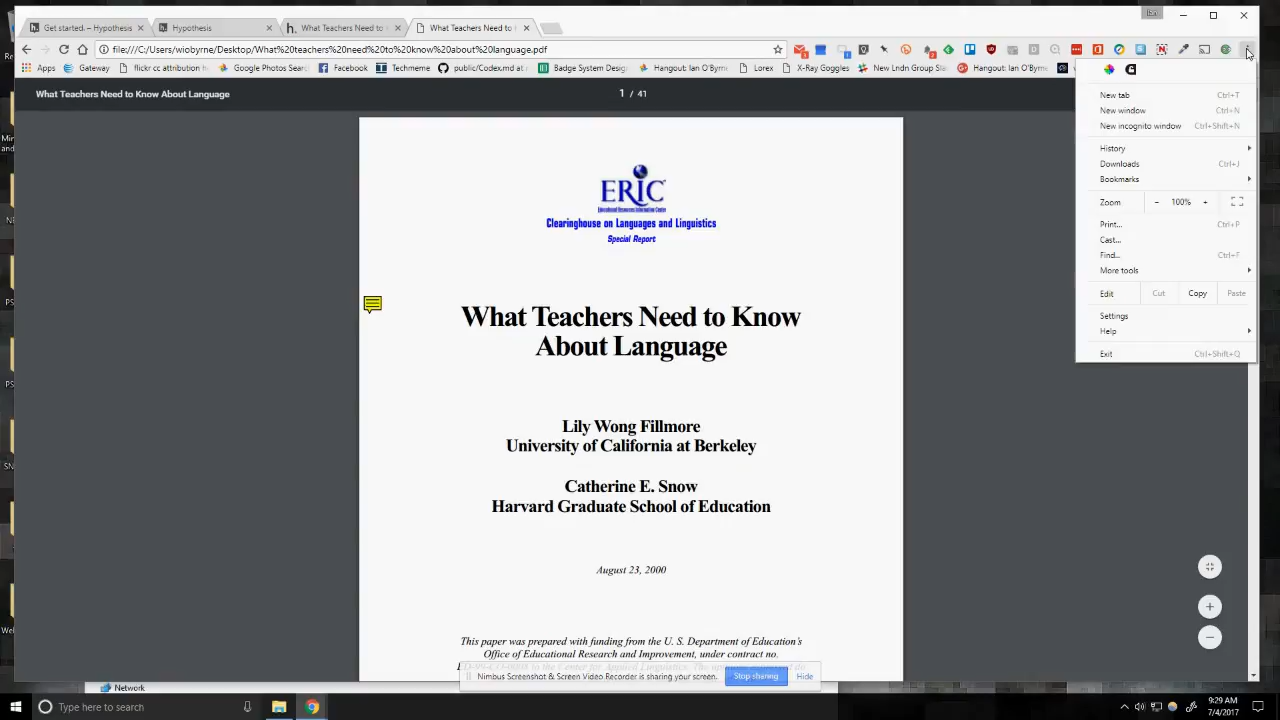 Get started. – Hypothesis
Hypothesis
What Teachers Need to
What Teachers Need to
file:///C:/Users/wiobyrne/Desktop/What%20teachers%20need%20to%20know%20about%20language.pdf
Apps
Gateway
flickr cc attribution h
Google Photos Search
Facebook
Techmeme
public/Codex.md at m
Badge System Design
Hangout: Ian O'Byrne
Lorex
X-Ray Goggles
New Lndn Group Slac
Hangout: Ian O'Byrne
What Teachers Need to Know About Language
1 / 41
New tab Ctrl+T
New window Ctrl+N
New incognito window Ctrl+Shift+N
History
Downloads Ctrl+J
Bookmarks
Zoom − 100% +
Print... Ctrl+P
Cast...
Find... Ctrl+F
More tools
Edit Cut Copy Paste
Settings
Help
Exit Ctrl+Shift+Q
ERIC
Educational Resources Information Center
Clearinghouse on Languages and Linguistics
Special Report
What Teachers Need to Know
About Language
Lily Wong Fillmore
University of California at Berkeley
Catherine E. Snow
Harvard Graduate School of Education
August 23, 2000
This paper was prepared with funding from the U. S. Department of Education's
Office of Educational Research and Improvement, under contract no.
Nimbus Screenshot & Screen Video Recorder is sharing your screen.
Stop sharing
Hide
Network
Type here to search
9:29 AM
7/4/2017